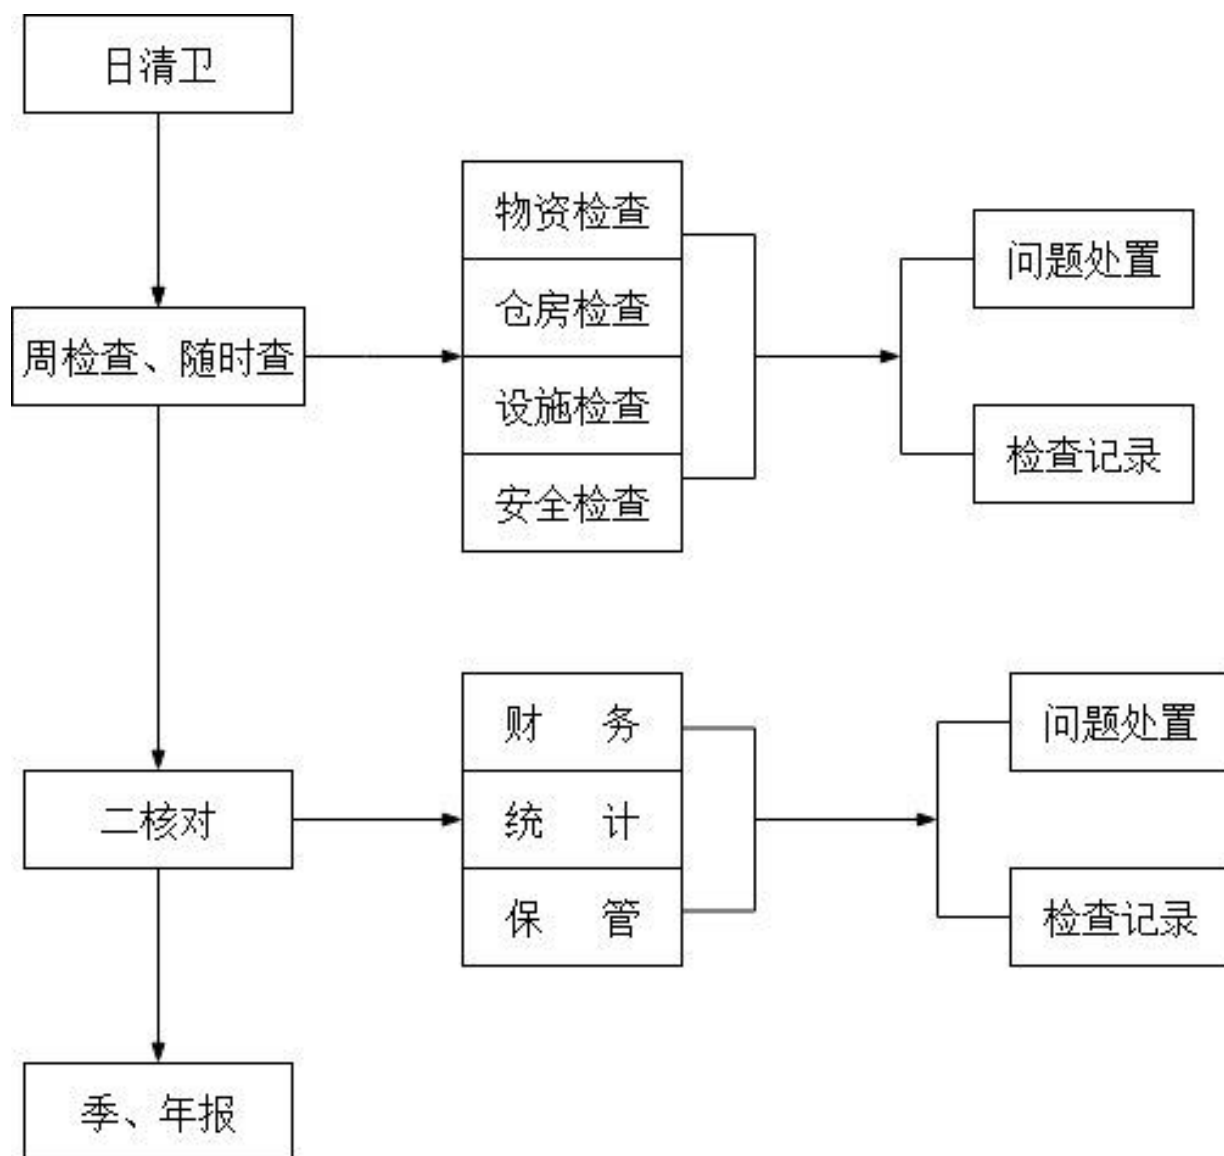 日清卫
物资检查
问题处置
仓房检查
周检查、随时查
设施检查
检查记录
安全检查
财 务
问题处置
二核对
统 计
保 管
检查记录
季、年报